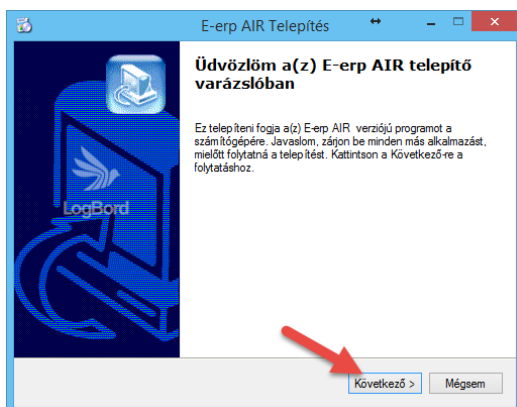 E-erp AIR Telepítés
Üdvözlöm a(z) E-erp AIR telepítő
varázslóban
Ez telepíteni fogja a(z) E-erp AIR verziójú programot a
számítógépére. Javaslom, zárjon be minden más alkalmazást,
mielőtt folytatná a telepítést. Kattintson a Következő-re a
folytatáshoz.
LogBord
Következő >
Mégsem